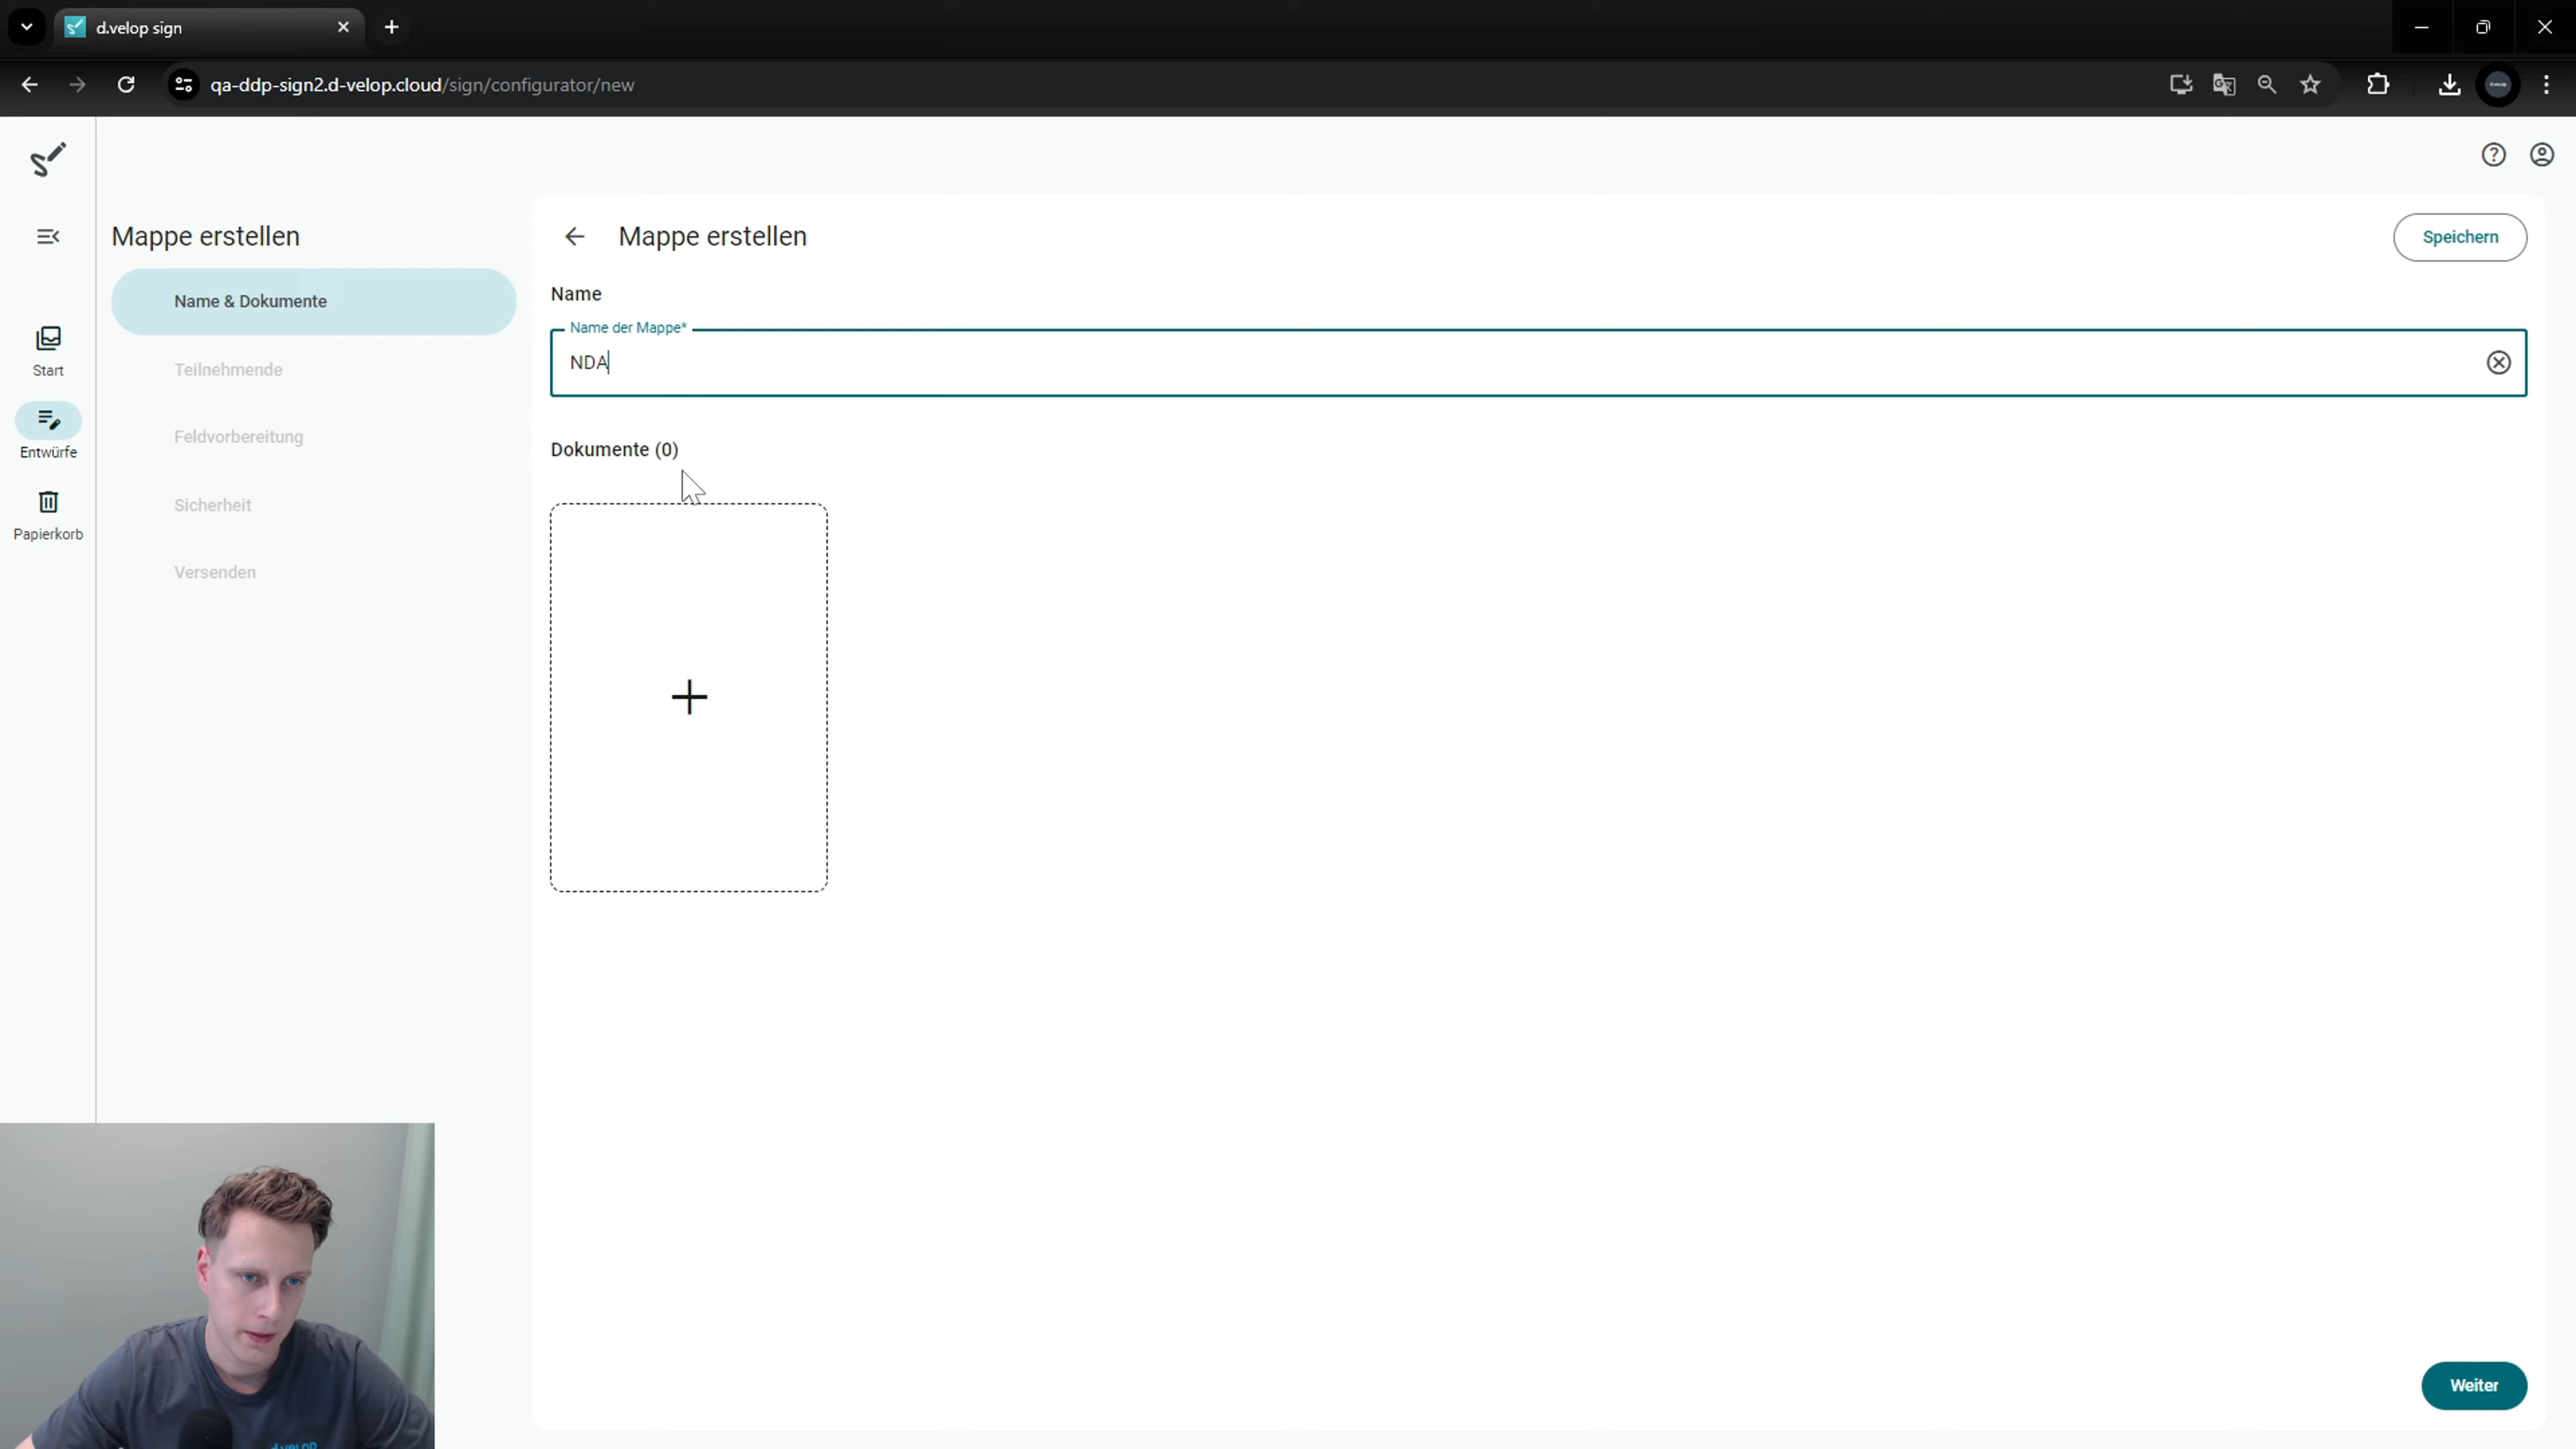 d.velop sign
qa-ddp-sign2.d-velop.cloud/sign/configurator/new
Mappe erstellen
Name & Dokumente
Teilnehmende
Feldvorbereitung
Sicherheit
Versenden
Start
Entwürfe
Papierkorb
Mappe erstellen
Speichern
Name
Name der Mappe*
NDA
Dokumente (0)
Weiter
d.velop